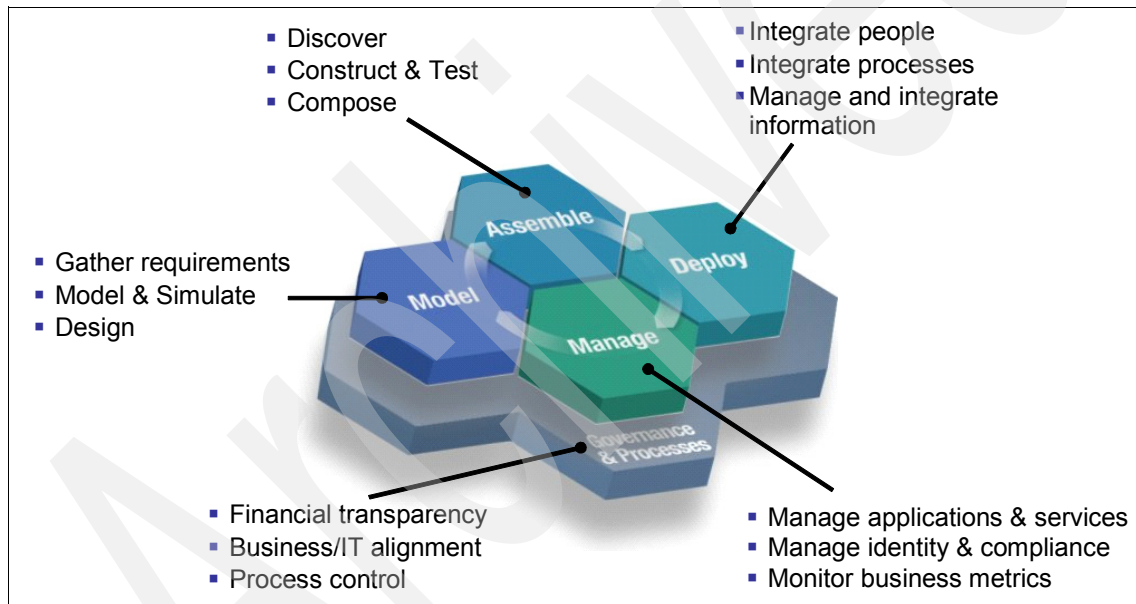 Discover
Construct & Test
Compose
Integrate people
Integrate processes
Manage and integrate
information
Assemble
Deploy
Gather requirements
Model & Simulate
Design
Model
Manage
Governance
& Processes
Financial transparency
Business/IT alignment
Process control
Manage applications & services
Manage identity & compliance
Monitor business metrics